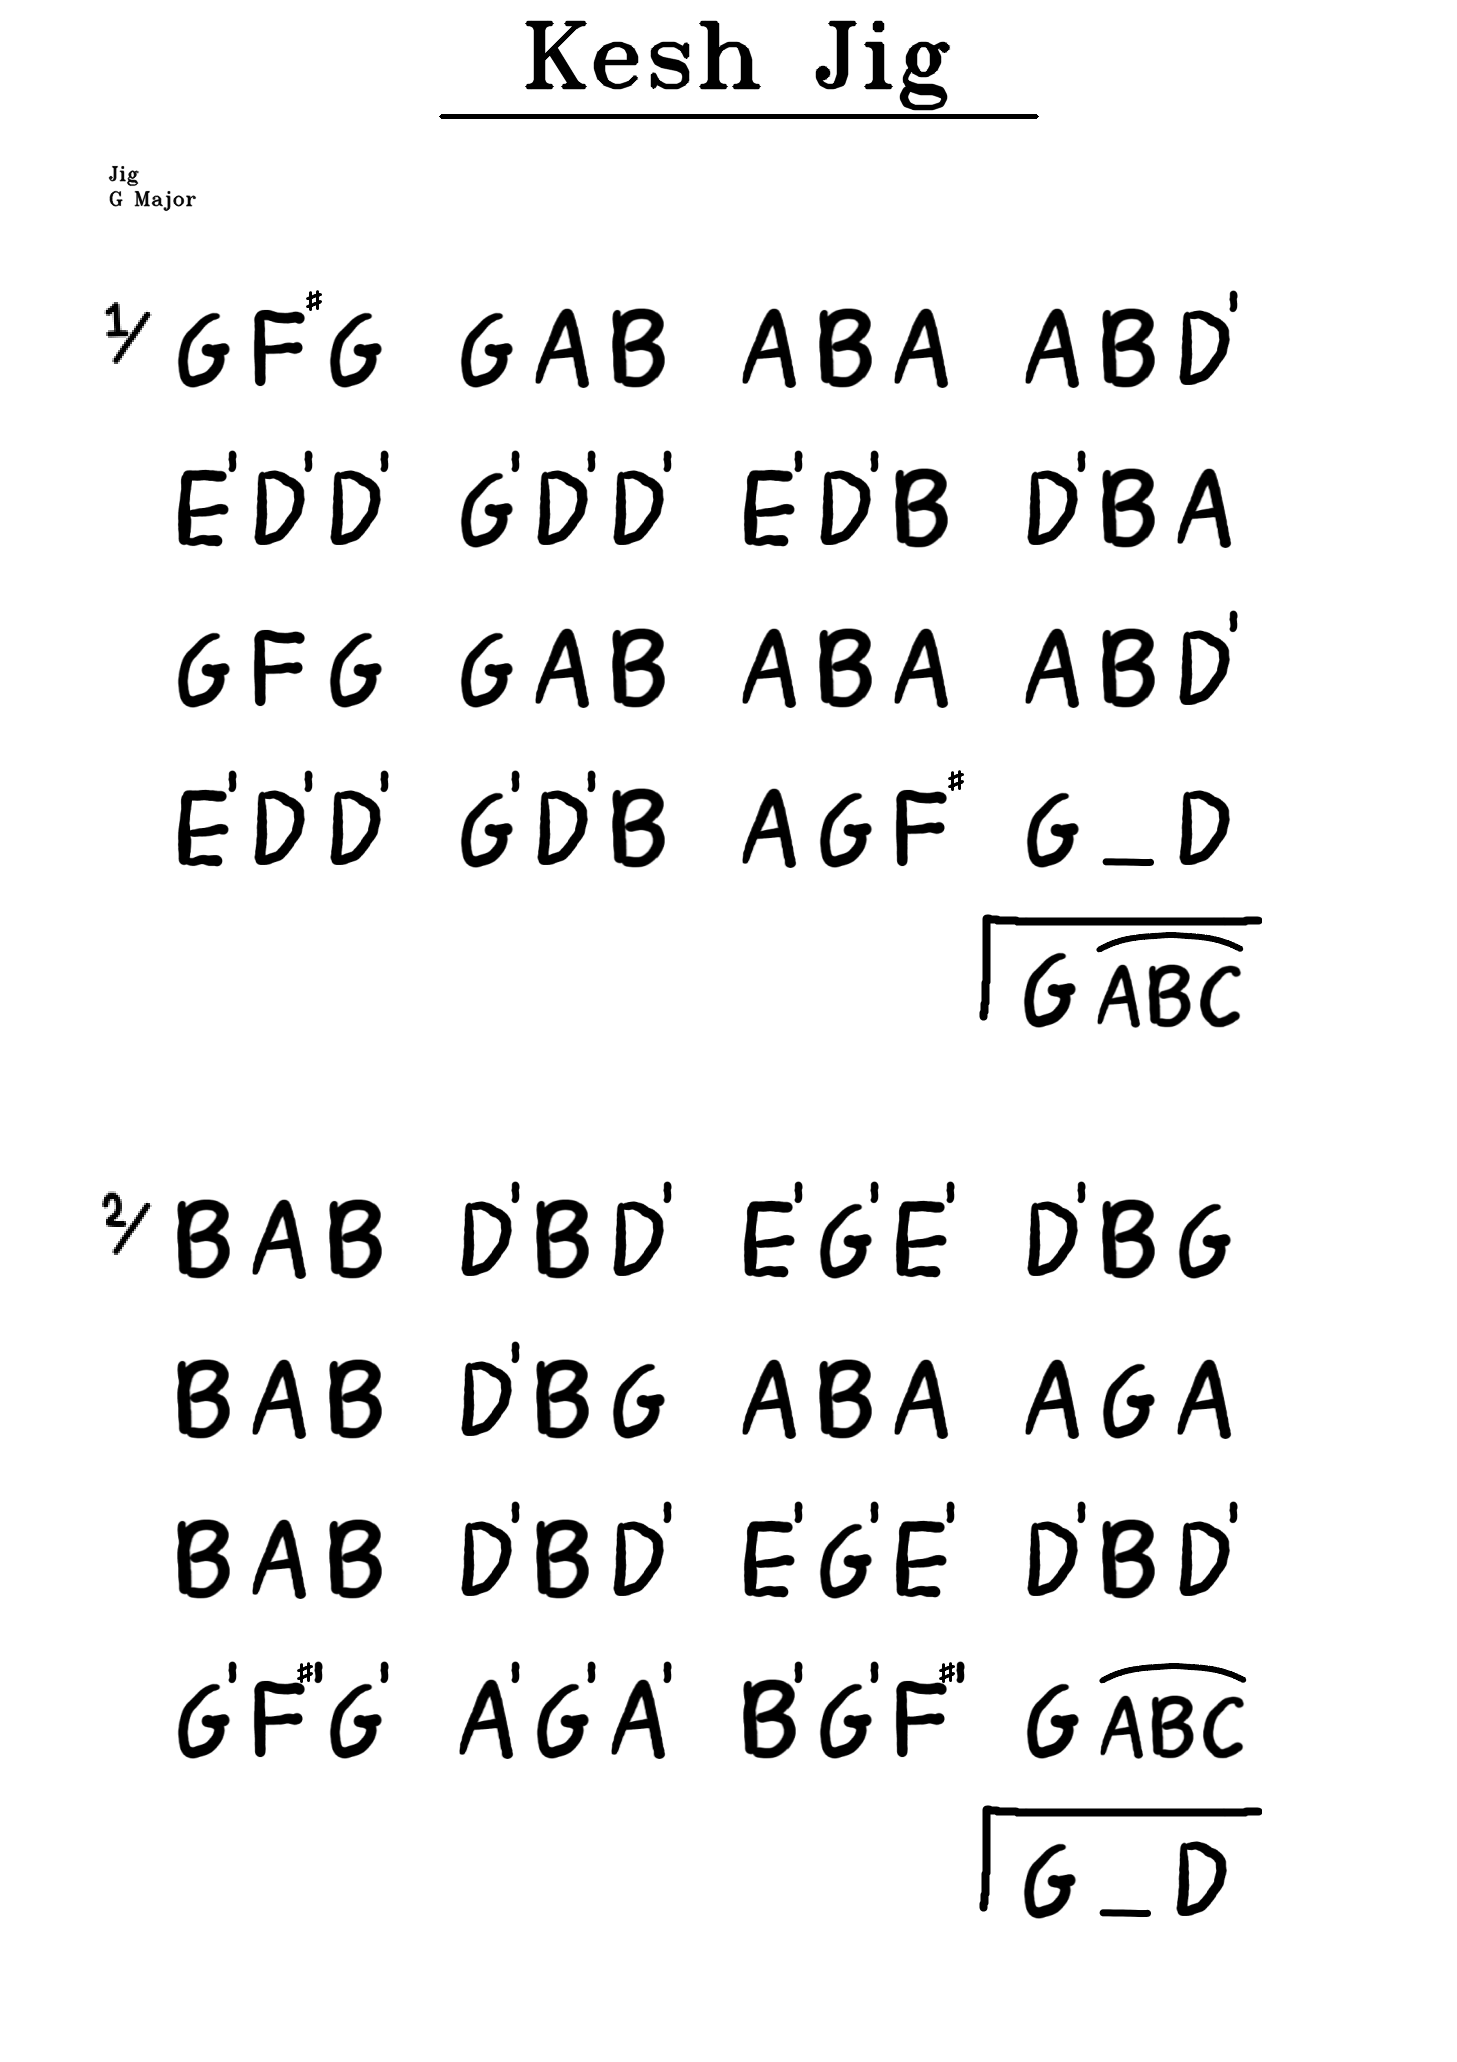 Kesh Jig
Jig
G Major
1/ GF♯G GAB ABA ABD'
E'D'D' G'D'D' E'D'B D'BA
GFG GAB ABA ABD'
E'D'D' G'D'B AGF♯ G_D
GABC
2/ BAB D'BD' E'G'E' D'BG
BAB D'BG ABA AGA
BAB D'BD' E'G'E' D'BD'
G'F♯'G' A'G'A' B'G'F♯' GABC
G_D